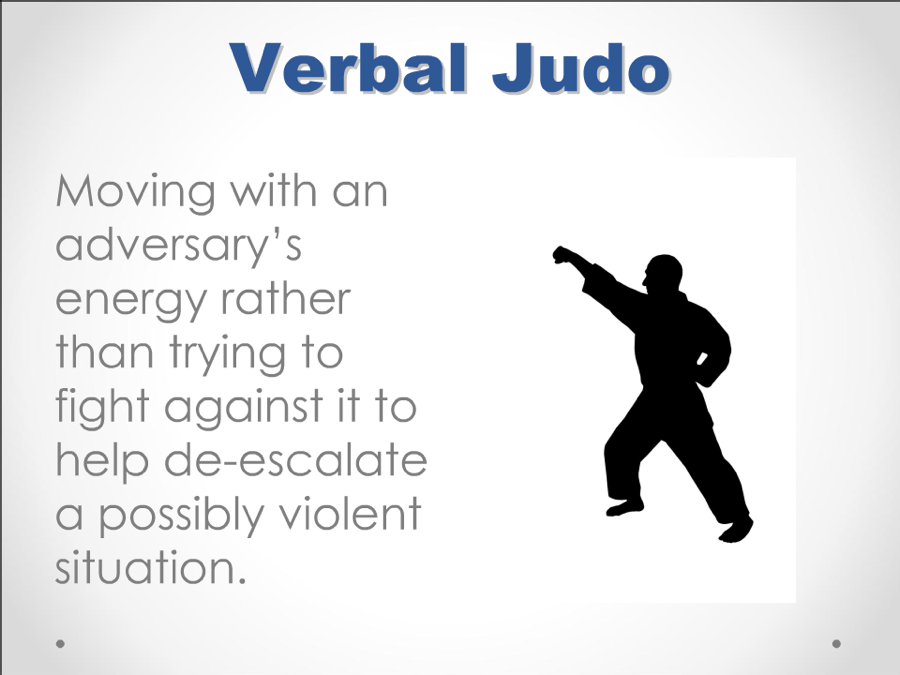 Verbal Judo
Moving with an
adversary’s
energy rather
than trying to
fight against it to
help de-escalate
a possibly violent
situation.